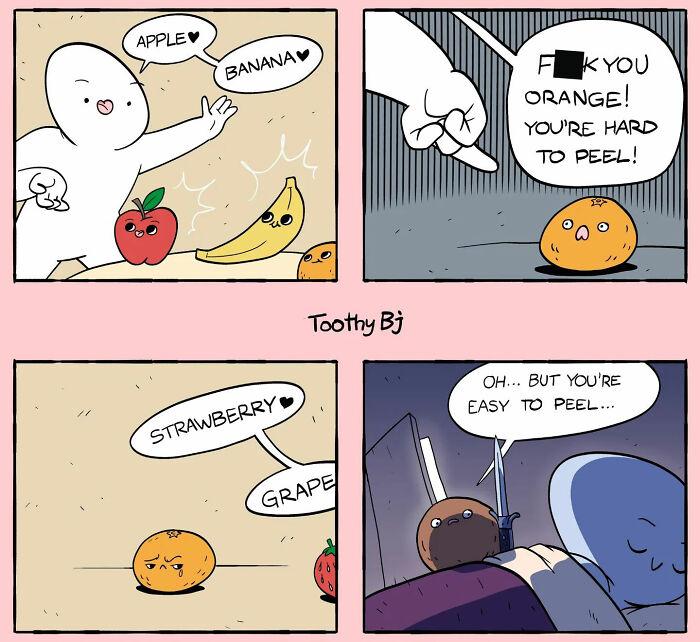 APPLE♥
BANANA♥
F■KYOU
ORANGE!
YOU'RE HARD
TO PEEL!
Toothy Bj
STRAWBERRY♥
GRAPE
OH... BUT YOU'RE
EASY TO PEEL...